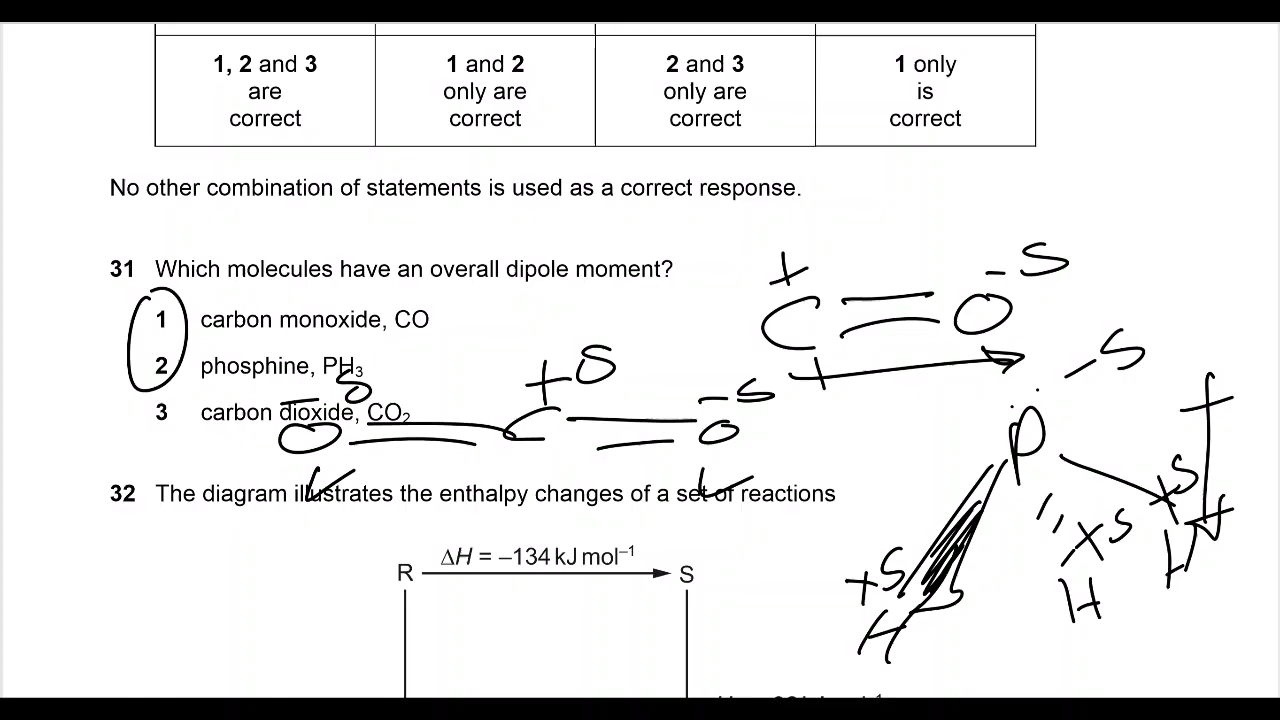 1, 2 and 3 are correct
1 and 2 only are correct
2 and 3 only are correct
1 only is correct
No other combination of statements is used as a correct response.
31 Which molecules have an overall dipole moment?
1 carbon monoxide, CO
2 phosphine, PH₃
3 carbon dioxide, CO₂
+ - S
C O
- S + S - S
O C O
- S
P
+ S + S + S
H H H
32 The diagram illustrates the enthalpy changes of a set of reactions
ΔH = –134 kJ mol⁻¹
R S